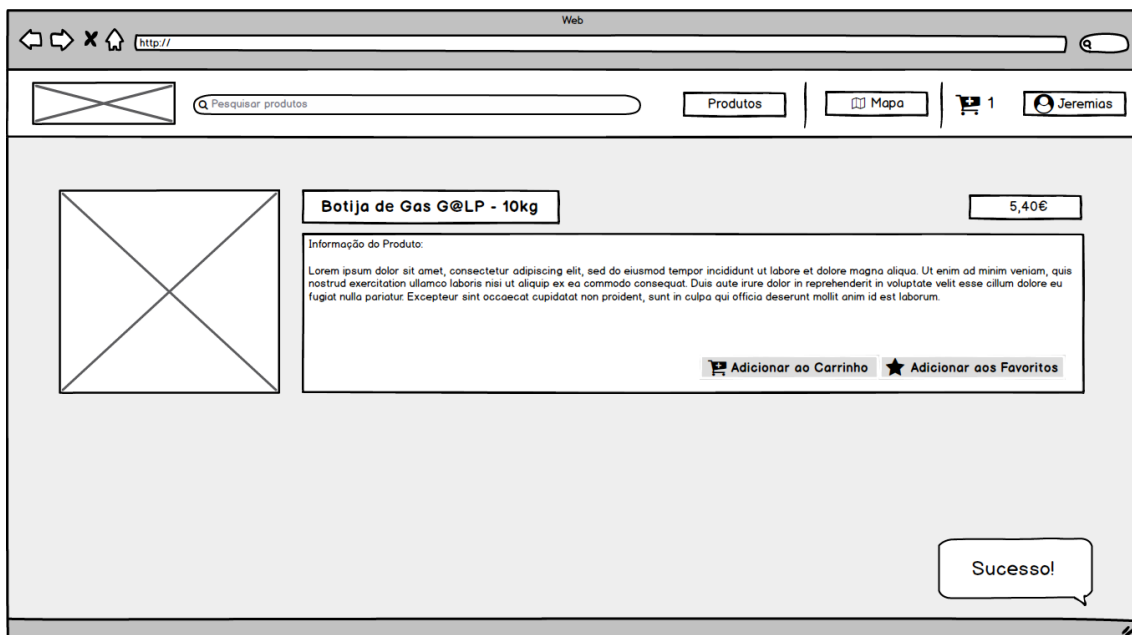 Web
http://
Pesquisar produtos
Produtos
Mapa
1
Jeremias
Botija de Gas G@LP - 10kg
5,40€
Informação do Produto:
Lorem ipsum dolor sit amet, consectetur adipiscing elit, sed do eiusmod tempor incididunt ut labore et dolore magna aliqua. Ut enim ad minim veniam, quis
nostrud exercitation ullamco laboris nisi ut aliquip ex ea commodo consequat. Duis aute irure dolor in reprehenderit in voluptate velit esse cillum dolore eu
fugiat nulla pariatur. Excepteur sint occaecat cupidatat non proident, sunt in culpa qui officia deserunt mollit anim id est laborum.
Adicionar ao Carrinho
Adicionar aos Favoritos
Sucesso!